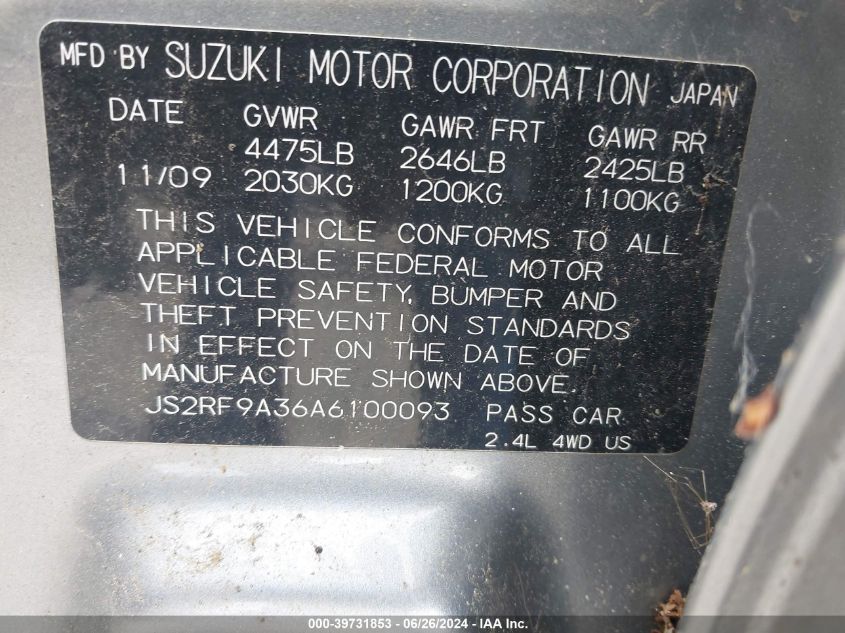 MFD BY SUZUKI MOTOR CORPORATION JAPAN
DATE GVWR GAWR FRT GAWR RR
4475LB 2646LB 2425LB
11/09 2030KG 1200KG 1100KG
THIS VEHICLE CONFORMS TO ALL
APPLICABLE FEDERAL MOTOR
VEHICLE SAFETY, BUMPER AND
THEFT PREVENTION STANDARDS
IN EFFECT ON THE DATE OF
MANUFACTURE SHOWN ABOVE.
JS2RF9A36A6100093 PASS CAR
2.4L 4WD US
000-39731853 - 06/26/2024 - IAA Inc.